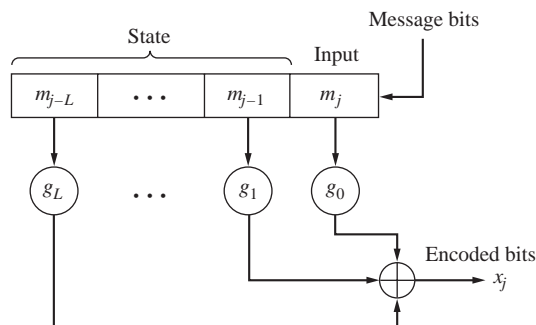 Message bits
State
Input
m_{j-L} ... m_{j-1} m_j
g_L ... g_1 g_0
Encoded bits
x_j